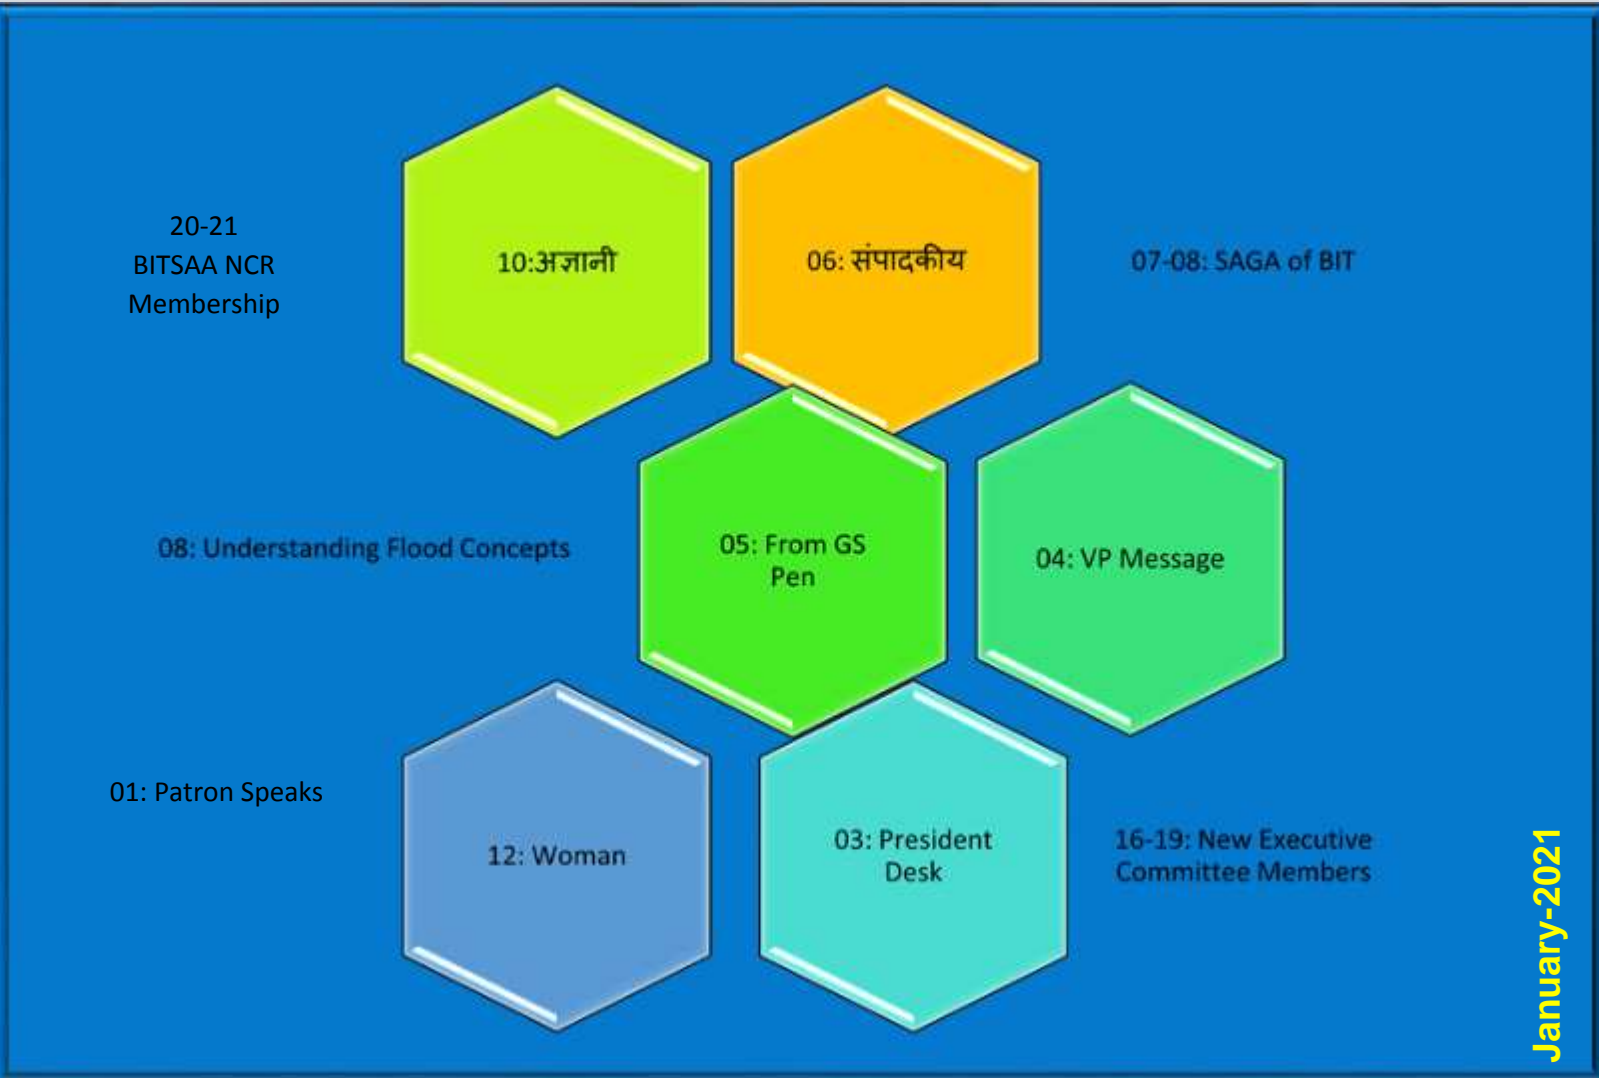 20-21
BITSAA NCR
Membership
10:अज्ञानी
06: संपादकीय
07-08: SAGA of BIT
08: Understanding Flood Concepts
05: From GS
Pen
04: VP Message
01: Patron Speaks
12: Woman
03: President
Desk
16-19: New Executive
Committee Members
January-2021